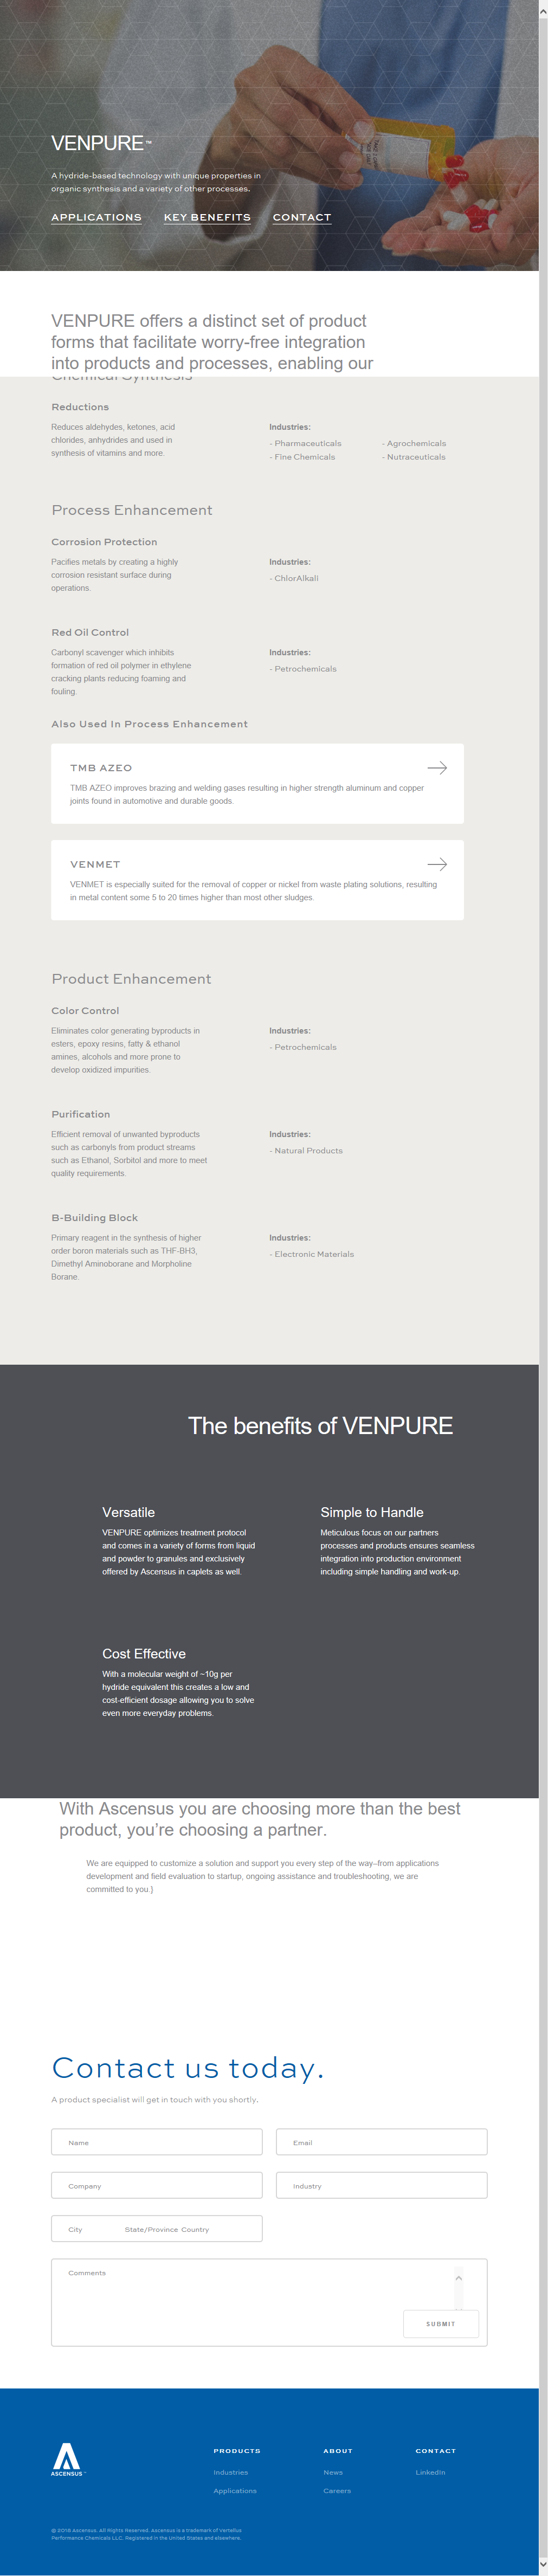 VENPURE™
A hydride-based technology with unique properties in
organic synthesis and a variety of other processes.
APPLICATIONS KEY BENEFITS CONTACT
VENPURE offers a distinct set of product
forms that facilitate worry-free integration
into products and processes, enabling our
Chemical Synthesis
Reductions
Reduces aldehydes, ketones, acid
chlorides, anhydrides and used in
synthesis of vitamins and more.
Industries:
- Pharmaceuticals - Agrochemicals
- Fine Chemicals - Nutraceuticals
Process Enhancement
Corrosion Protection
Pacifies metals by creating a highly
corrosion resistant surface during
operations.
Industries:
- ChlorAlkali
Red Oil Control
Carbonyl scavenger which inhibits
formation of red oil polymer in ethylene
cracking plants reducing foaming and
fouling.
Industries:
- Petrochemicals
Also Used In Process Enhancement
TMB AZEO
TMB AZEO improves brazing and welding gases resulting in higher strength aluminum and copper
joints found in automotive and durable goods.
VENMET
VENMET is especially suited for the removal of copper or nickel from waste plating solutions, resulting
in metal content some 5 to 20 times higher than most other sludges.
Product Enhancement
Color Control
Eliminates color generating byproducts in
esters, epoxy resins, fatty & ethanol
amines, alcohols and more prone to
develop oxidized impurities.
Industries:
- Petrochemicals
Purification
Efficient removal of unwanted byproducts
such as carbonyls from product streams
such as Ethanol, Sorbitol and more to meet
quality requirements.
Industries:
- Natural Products
B-Building Block
Primary reagent in the synthesis of higher
order boron materials such as THF-BH3,
Dimethyl Aminoborane and Morpholine
Borane.
Industries:
- Electronic Materials
The benefits of VENPURE
Versatile
VENPURE optimizes treatment protocol
and comes in a variety of forms from liquid
and powder to granules and exclusively
offered by Ascensus in caplets as well.
Simple to Handle
Meticulous focus on our partners
processes and products ensures seamless
integration into production environment
including simple handling and work-up.
Cost Effective
With a molecular weight of ~10g per
hydride equivalent this creates a low and
cost-efficient dosage allowing you to solve
even more everyday problems.
With Ascensus you are choosing more than the best
product, you're choosing a partner.
We are equipped to customize a solution and support you every step of the way–from applications
development and field evaluation to startup, ongoing assistance and troubleshooting, we are
committed to you.}
Contact us today.
A product specialist will get in touch with you shortly.
Name Email
Company Industry
City State/Province Country
Comments
SUBMIT
ASCENSUS™
PRODUCTS ABOUT CONTACT
Industries News LinkedIn
Applications Careers
© 2018 Ascensus. All Rights Reserved. Ascensus is a trademark of Vertellus
Performance Chemicals LLC. Registered in the United States and elsewhere.